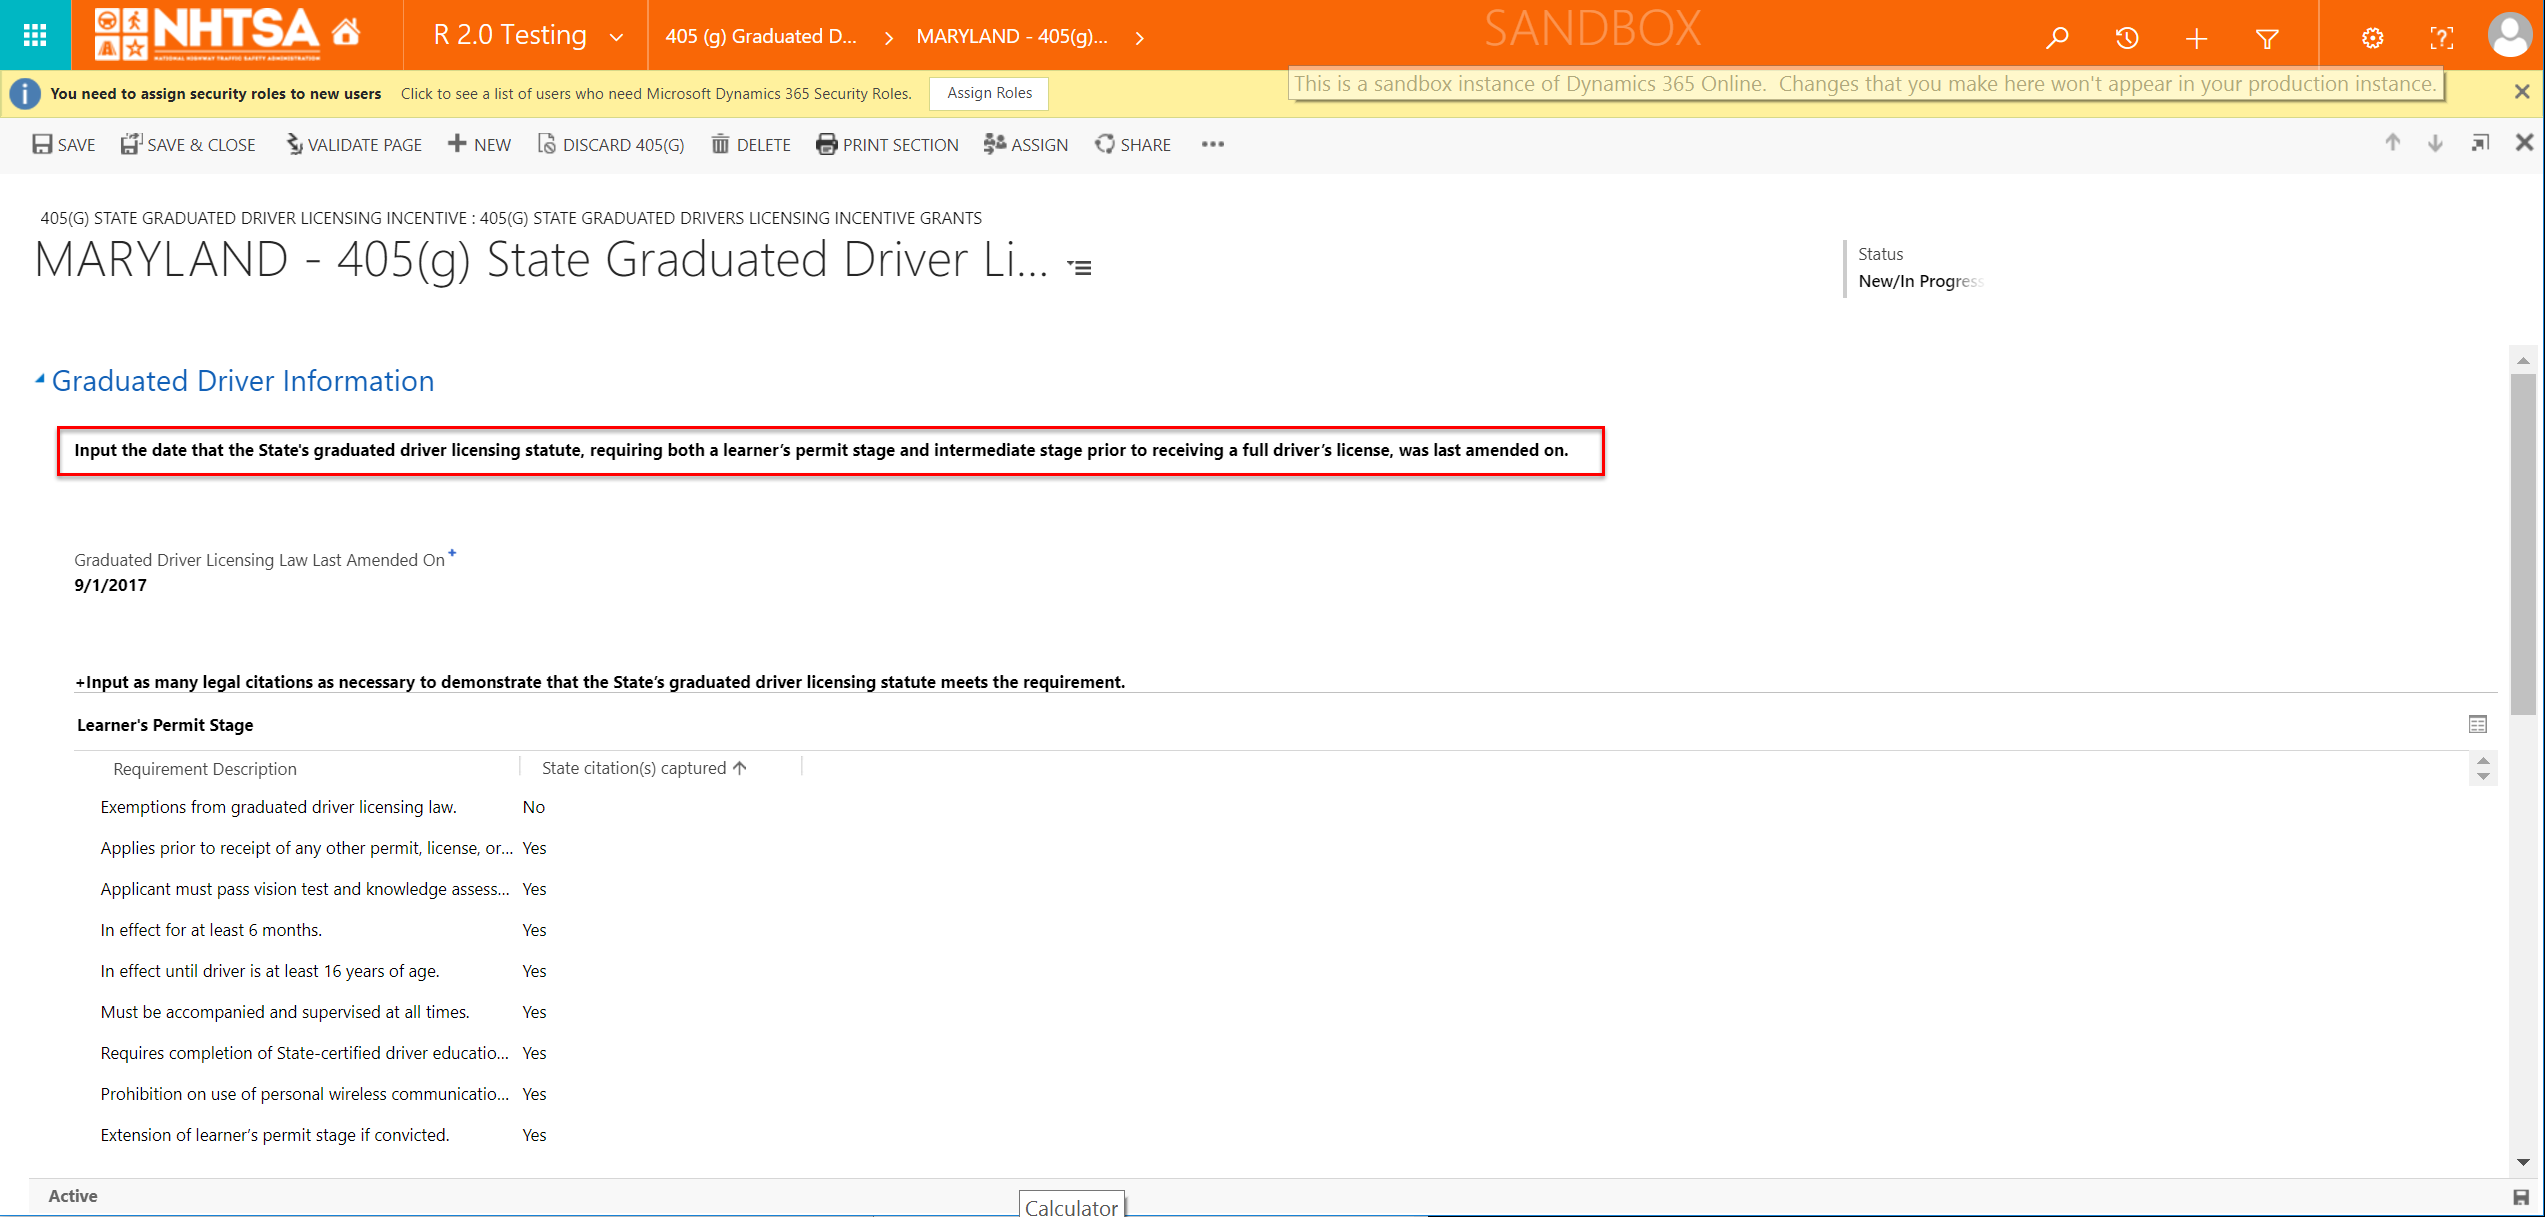 NHTSA
NATIONAL HIGHWAY TRAFFIC SAFETY ADMINISTRATION
R 2.0 Testing
405 (g) Graduated D...
MARYLAND - 405(g)...
SANDBOX
This is a sandbox instance of Dynamics 365 Online. Changes that you make here won't appear in your production instance.
You need to assign security roles to new users Click to see a list of users who need Microsoft Dynamics 365 Security Roles. Assign Roles
SAVE SAVE & CLOSE VALIDATE PAGE NEW DISCARD 405(G) DELETE PRINT SECTION ASSIGN SHARE
405(G) STATE GRADUATED DRIVER LICENSING INCENTIVE : 405(G) STATE GRADUATED DRIVERS LICENSING INCENTIVE GRANTS
MARYLAND - 405(g) State Graduated Driver Li...
Status
New/In Progress
Graduated Driver Information
Input the date that the State's graduated driver licensing statute, requiring both a learner’s permit stage and intermediate stage prior to receiving a full driver’s license, was last amended on.
Graduated Driver Licensing Law Last Amended On +
9/1/2017
+Input as many legal citations as necessary to demonstrate that the State’s graduated driver licensing statute meets the requirement.
Learner's Permit Stage
Requirement Description State citation(s) captured ↑
Exemptions from graduated driver licensing law. No
Applies prior to receipt of any other permit, license, or... Yes
Applicant must pass vision test and knowledge assess... Yes
In effect for at least 6 months. Yes
In effect until driver is at least 16 years of age. Yes
Must be accompanied and supervised at all times. Yes
Requires completion of State-certified driver educatio... Yes
Prohibition on use of personal wireless communicatio... Yes
Extension of learner’s permit stage if convicted. Yes
Active
Calculator